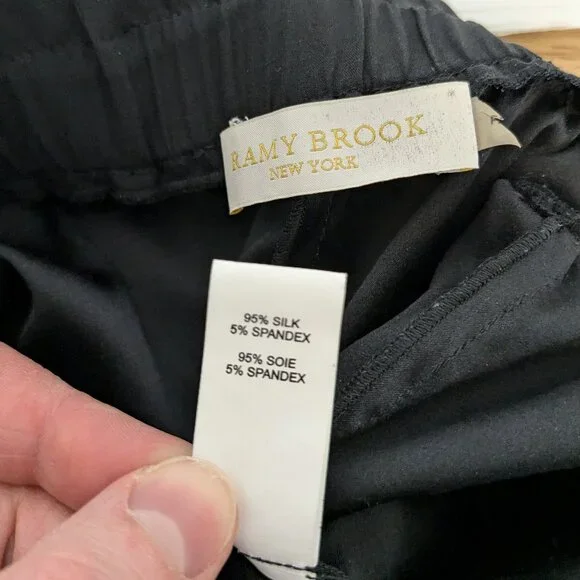 RAMY BROOK
NEW YORK
95% SILK
5% SPANDEX
95% SOIE
5% SPANDEX